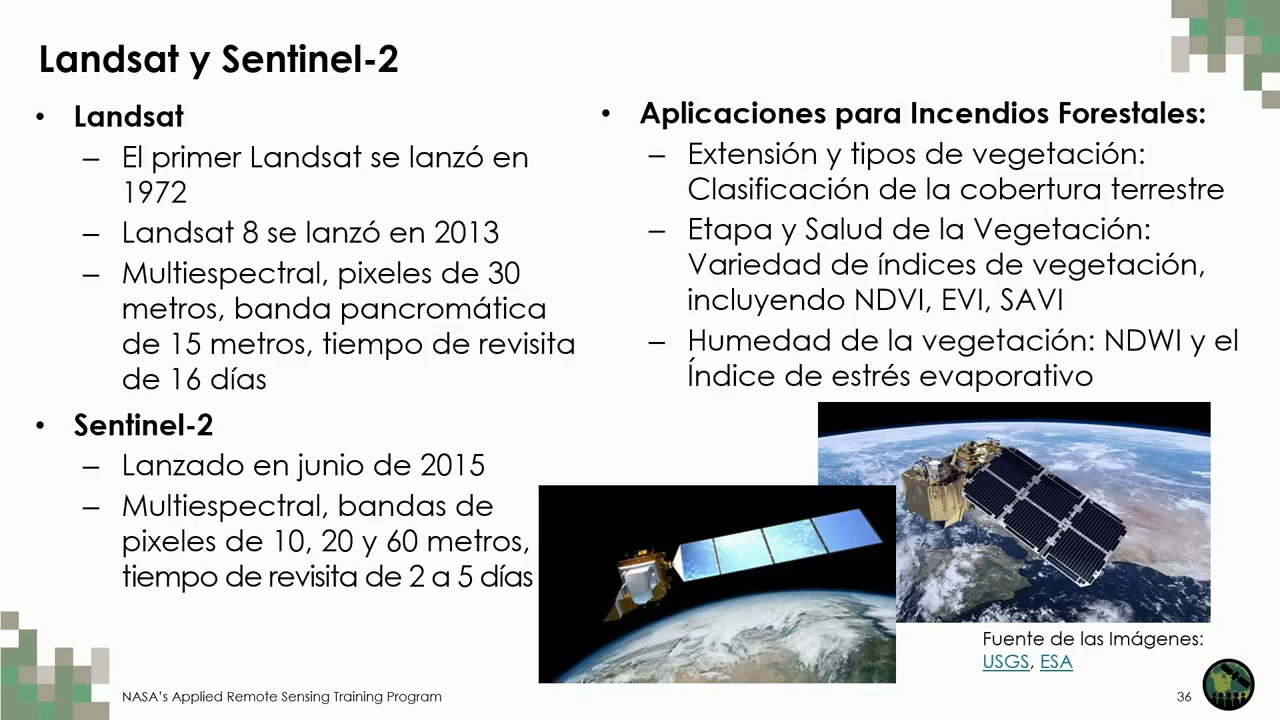 Landsat y Sentinel-2
• Landsat
– El primer Landsat se lanzó en
1972
– Landsat 8 se lanzó en 2013
– Multiespectral, pixeles de 30
metros, banda pancromática
de 15 metros, tiempo de revisita
de 16 días
• Sentinel-2
– Lanzado en junio de 2015
– Multiespectral, bandas de
pixeles de 10, 20 y 60 metros,
tiempo de revisita de 2 a 5 días
• Aplicaciones para Incendios Forestales:
– Extensión y tipos de vegetación:
Clasificación de la cobertura terrestre
– Etapa y Salud de la Vegetación:
Variedad de índices de vegetación,
incluyendo NDVI, EVI, SAVI
– Humedad de la vegetación: NDWI y el
Índice de estrés evaporativo
Fuente de las Imágenes:
USGS, ESA
NASA's Applied Remote Sensing Training Program
36